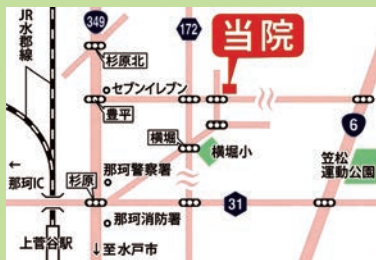 JR水郡線
349
172
当院
杉原北
セブンイレブン
豊平
6
横堀
横堀小
笠松
運動公園
←
那珂IC
那珂警察署
杉原
31
那珂消防署
上菅谷駅
↓至水戸市